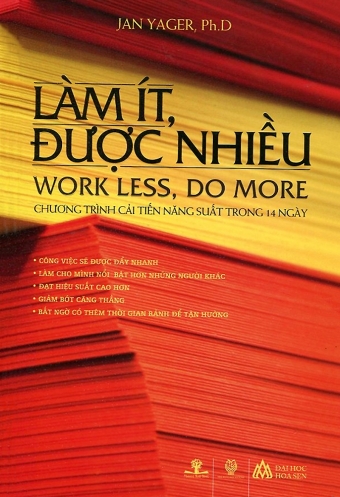 JAN YAGER, Ph.D
LÀM ÍT,
ĐƯỢC NHIỀU
WORK LESS, DO MORE
CHƯƠNG TRÌNH CẢI TIẾN NĂNG SUẤT TRONG 14 NGÀY
• CÔNG VIỆC SẼ ĐƯỢC ĐẨY NHANH
• LÀM CHO MÌNH NỔI BẬT HƠN NHỮNG NGƯỜI KHÁC
• ĐẠT HIỆU SUẤT CAO HƠN
• GIẢM BỚT CĂNG THẲNG
• BẤT NGỜ CÓ THÊM THỜI GIAN RẢNH ĐỂ TẬN HƯỞNG
ĐẠI HỌC
HOA SEN